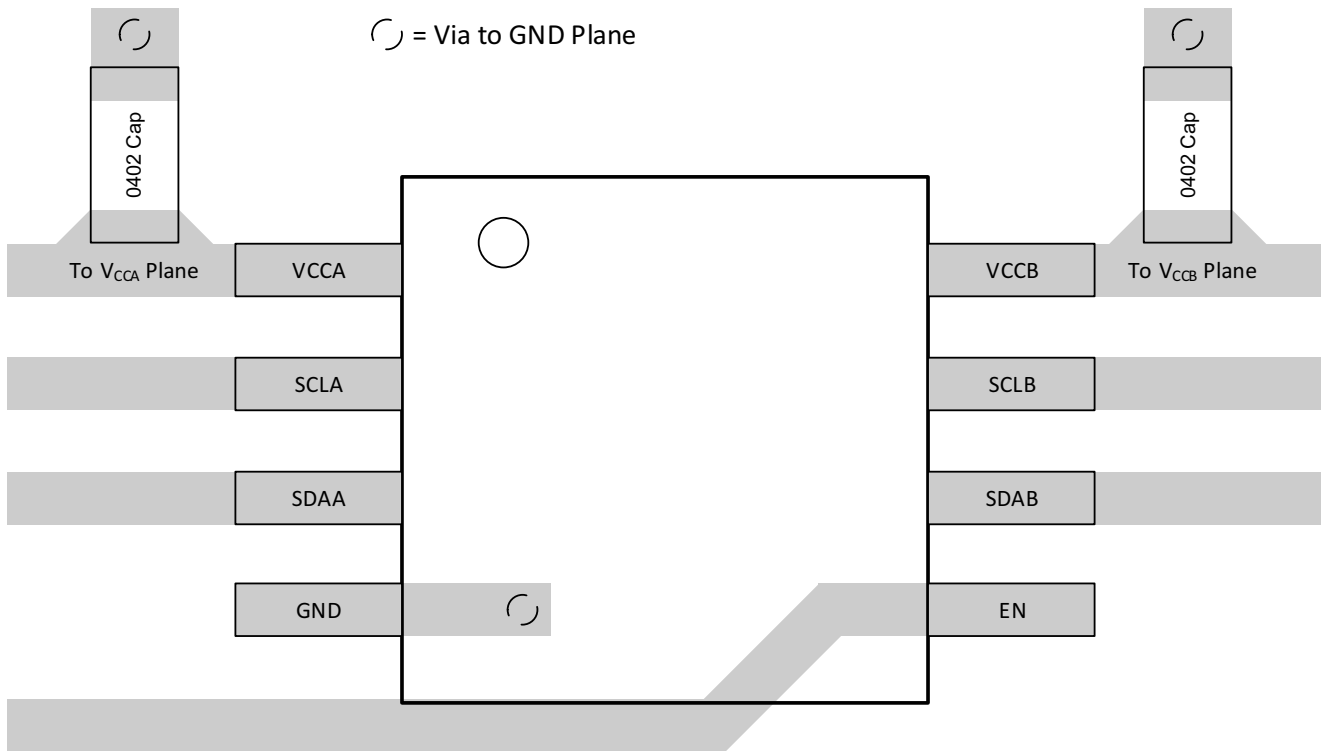 = Via to GND Plane
0402 Cap
0402 Cap
To VCCA Plane
VCCA
VCCB
To VCCB Plane
SCLA
SCLB
SDAA
SDAB
GND
EN